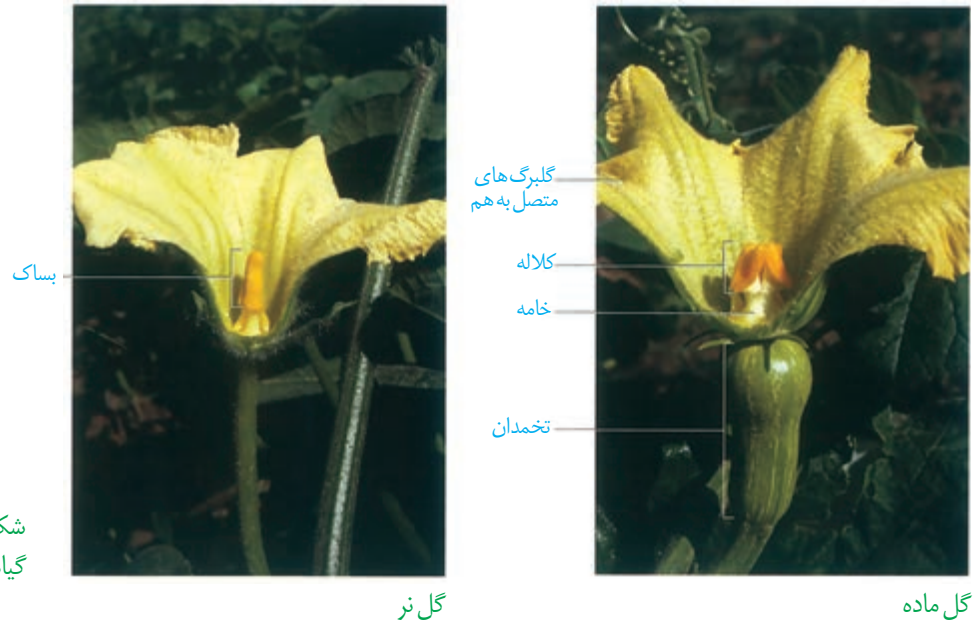 گلبرگ‌های
متصل به هم
کلاله
خامه
تخمدان
گل ماده
بساک
گل نر